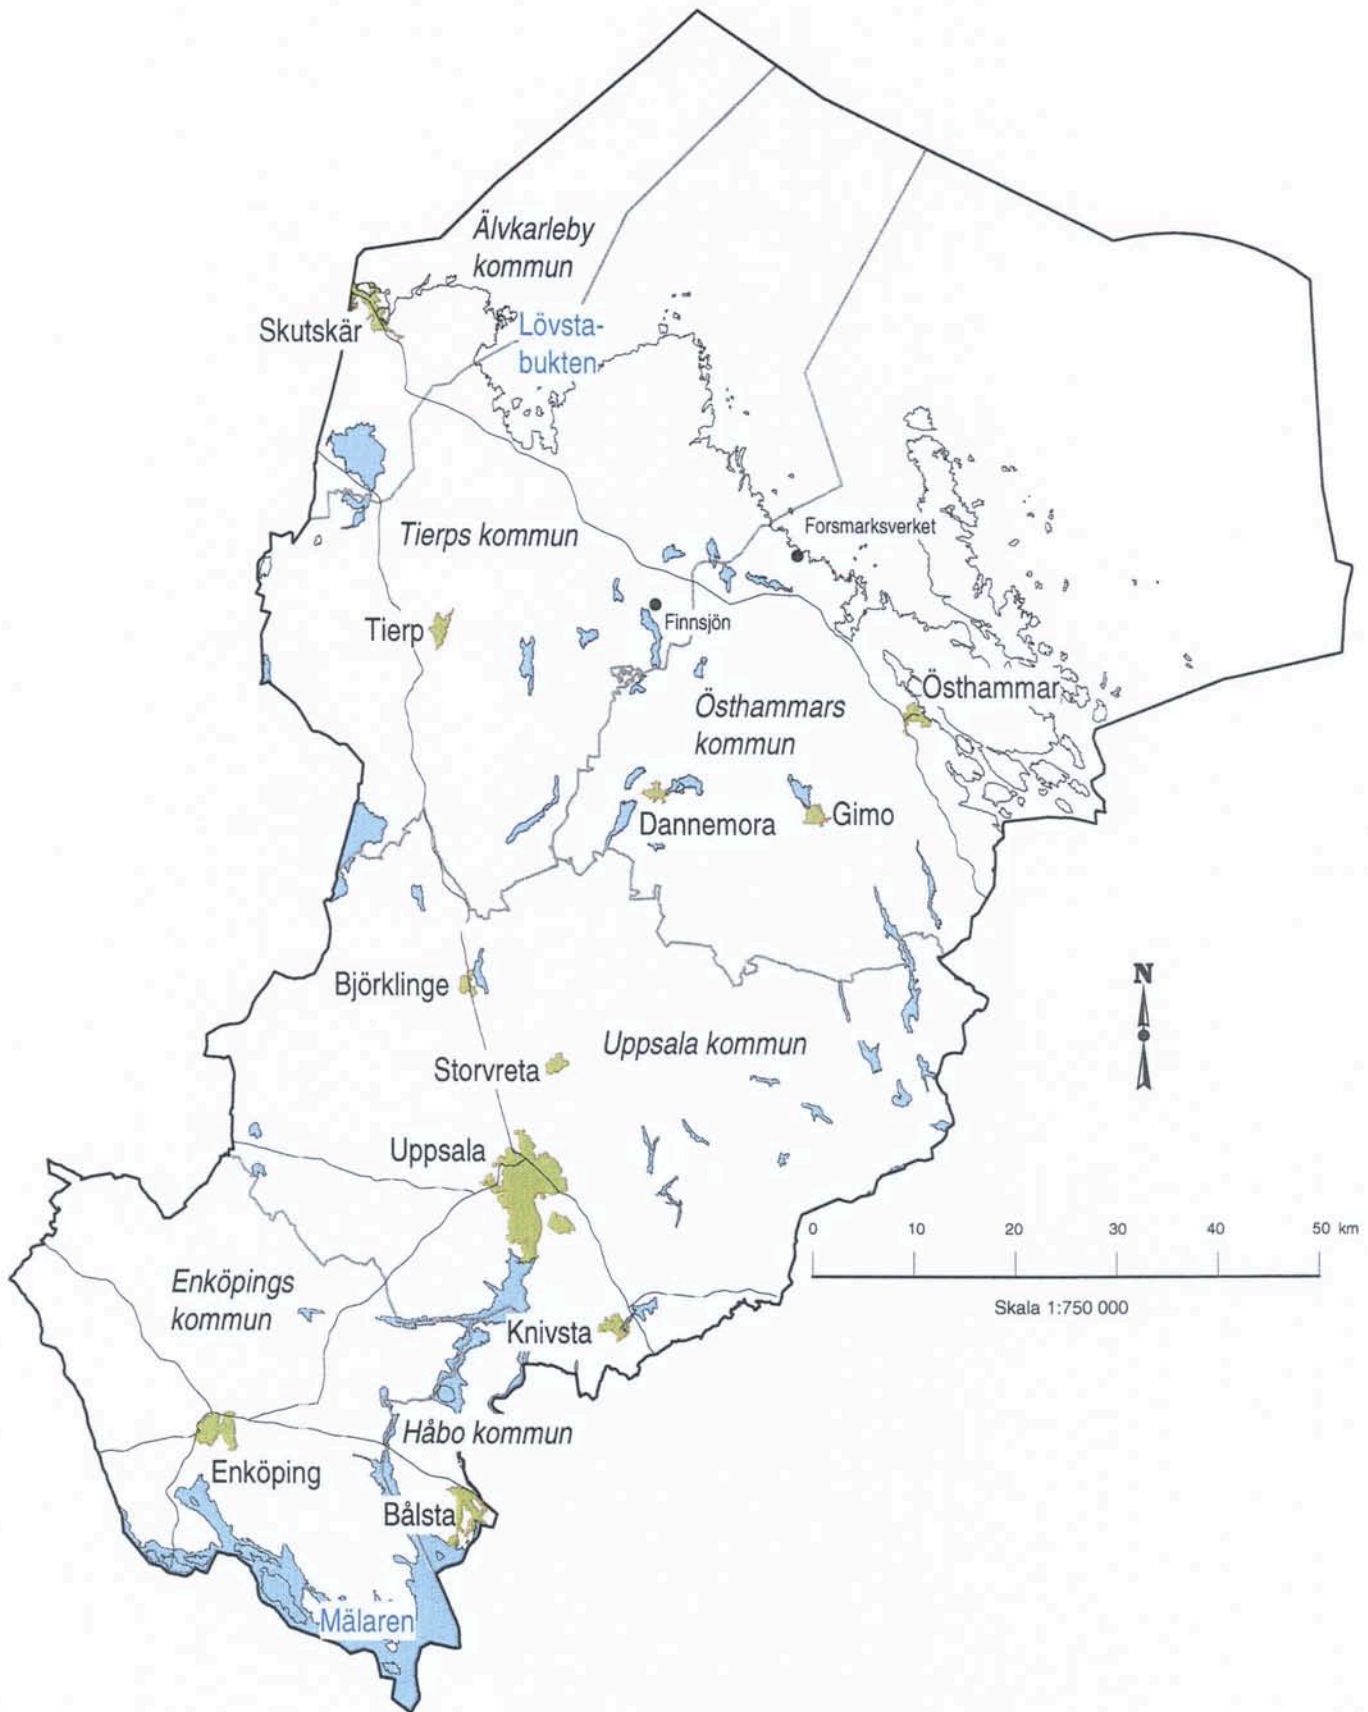 Älvkarleby
kommun
Skutskär
Lövsta-
bukten
Tierps kommun
Forsmarksverket
Tierp
Finnsjön
Östhammar
Östhammars
kommun
Dannemora
Gimo
Björklinge
N
Uppsala kommun
Storvreta
Uppsala
0 10 20 30 40 50 km
Skala 1:750 000
Enköpings
kommun
Knivsta
Håbo kommun
Enköping
Bålsta
Mälaren